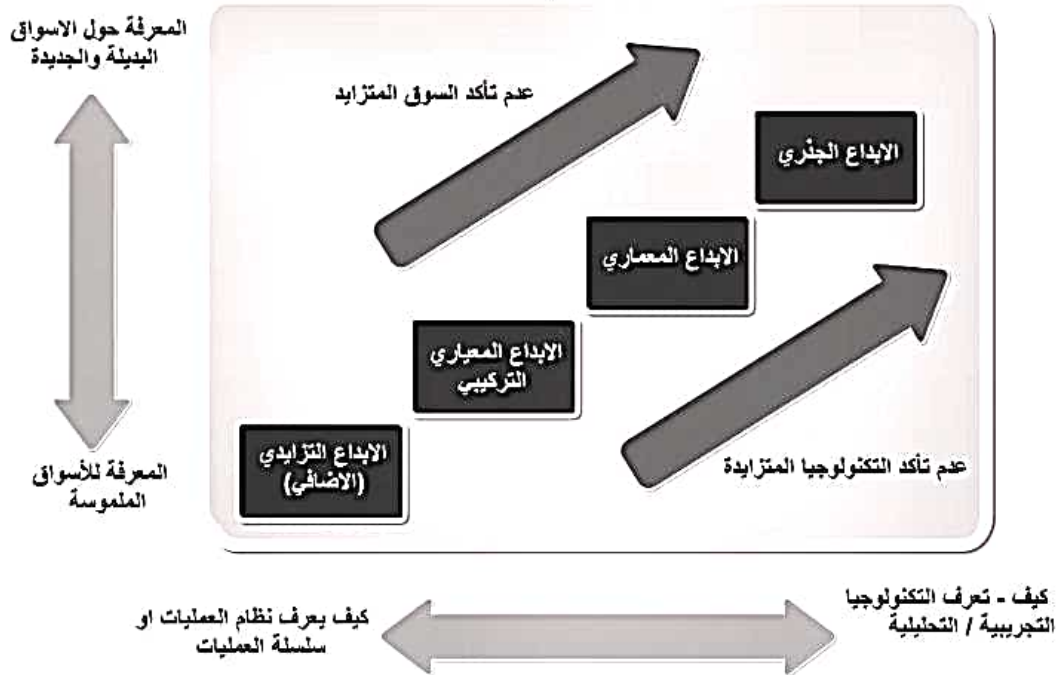 المعرفة حول الاسواق
البديلة والجديدة
عدم تأكد السوق المتزايد
الابداع الجذري
الابداع المعماري
الابداع المعياري
التركيبي
الابداع التزايدي
(الاضافي)
عدم تأكد التكنولوجيا المتزايدة
المعرفة للأسواق
الملموسة
كيف - تعرف التكنولوجيا
التجريبية / التحليلية
كيف يعرف نظام العمليات او
سلسلة العمليات